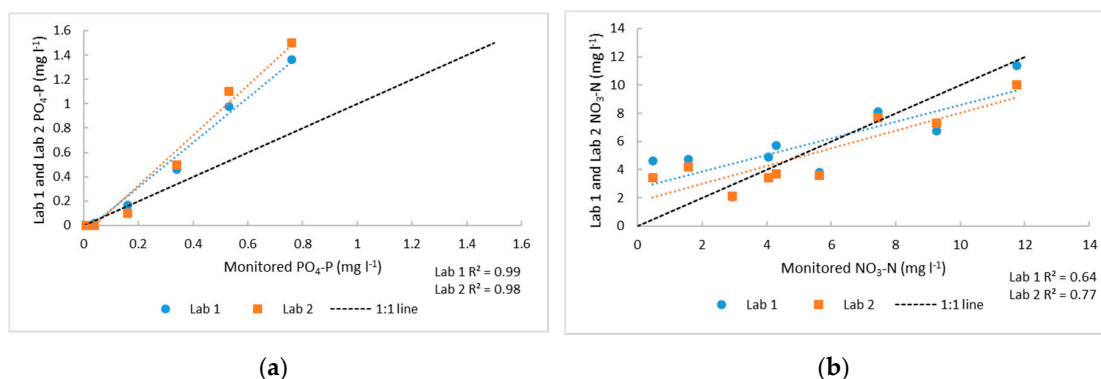 Lab 1 and Lab 2 PO₄-P (mg l⁻¹)
1.6
1.4
1.2
1
0.8
0.6
0.4
0.2
0
0 0.2 0.4 0.6 0.8 1 1.2 1.4 1.6
Monitored PO₄-P (mg l⁻¹)
Lab 1 R² = 0.99
Lab 2 R² = 0.98
Lab 1 Lab 2 1:1 line
(a)
Lab 1 and Lab 2 NO₃-N (mg l⁻¹)
14
12
10
8
6
4
2
0
0 2 4 6 8 10 12 14
Monitored NO₃-N (mg l⁻¹)
Lab 1 R² = 0.64
Lab 2 R² = 0.77
Lab 1 Lab 2 1:1 line
(b)